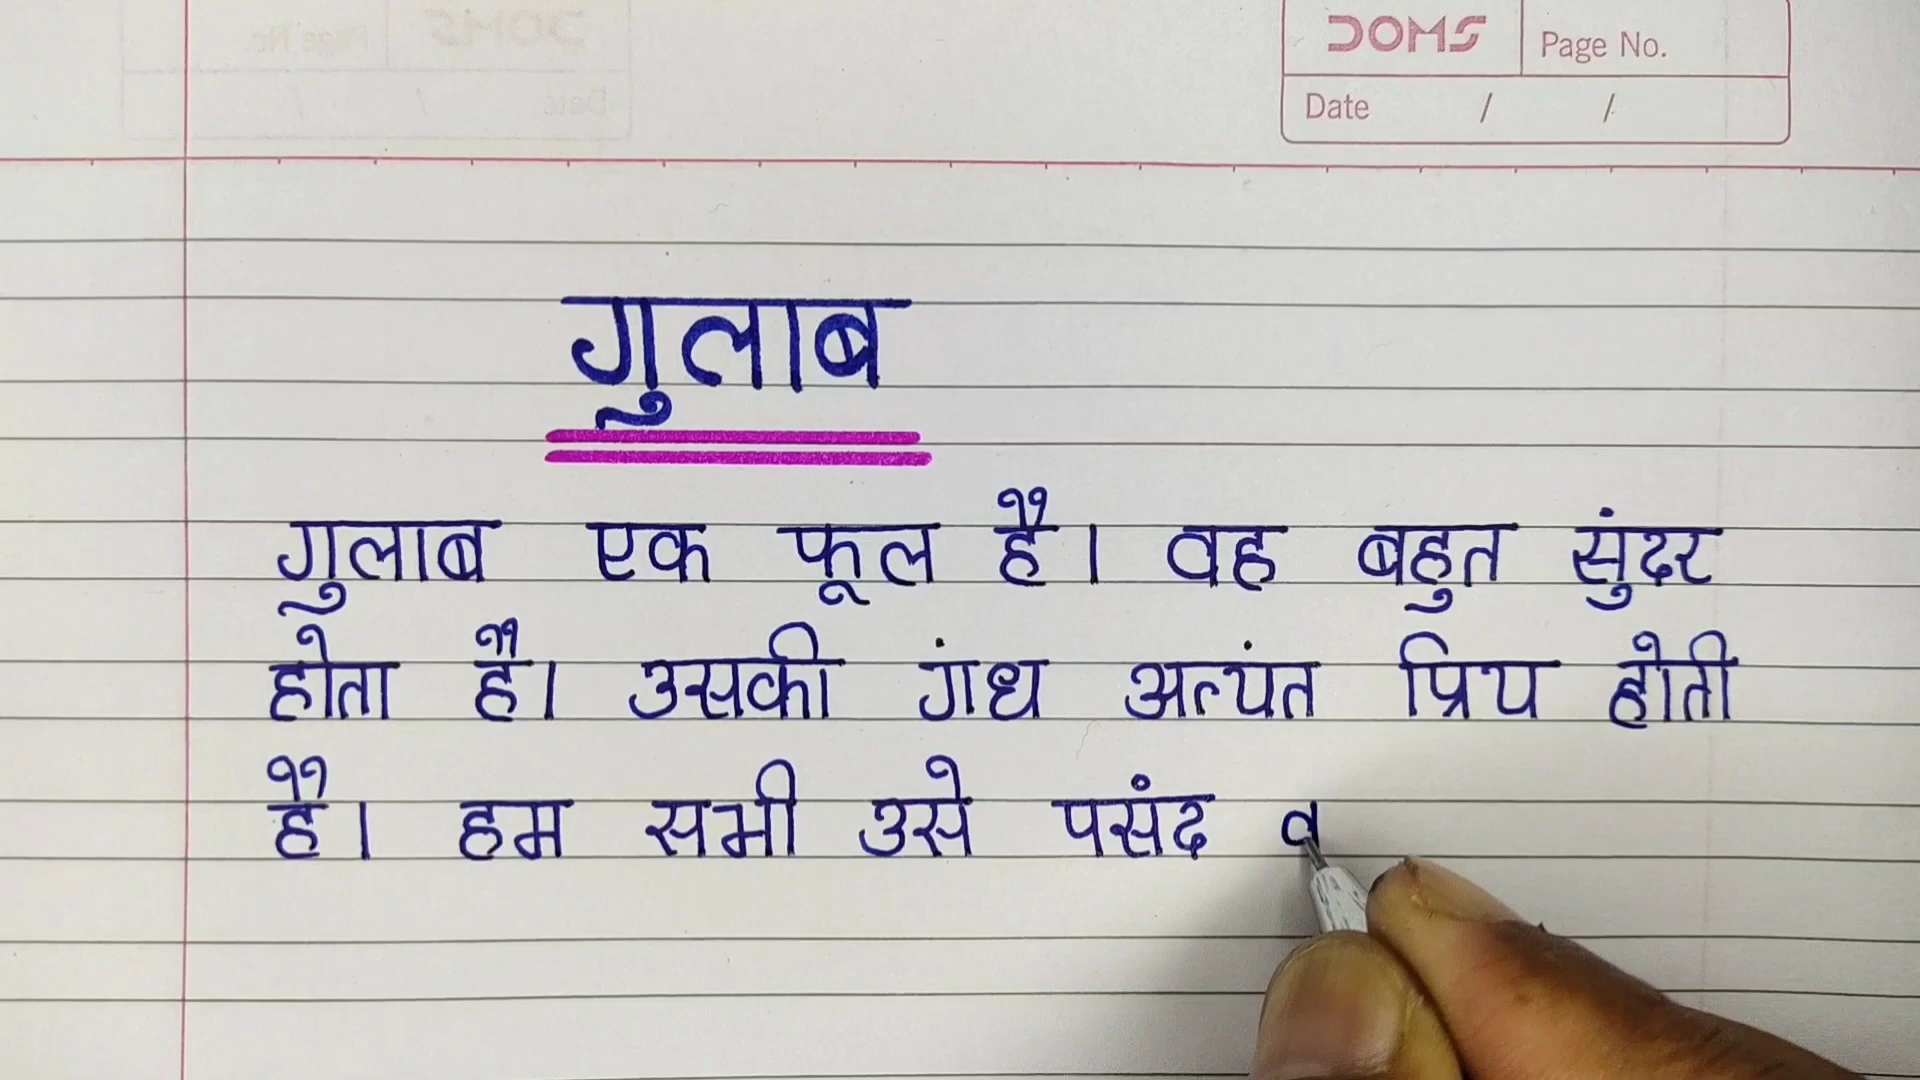 DOMS
Page No.
Date / /
गुलाब
गुलाब एक फूल है। वह बहुत सुंदर
होता है। उसकी गंध अत्यंत प्रिय होती
है। हम सभी उसे पसंद